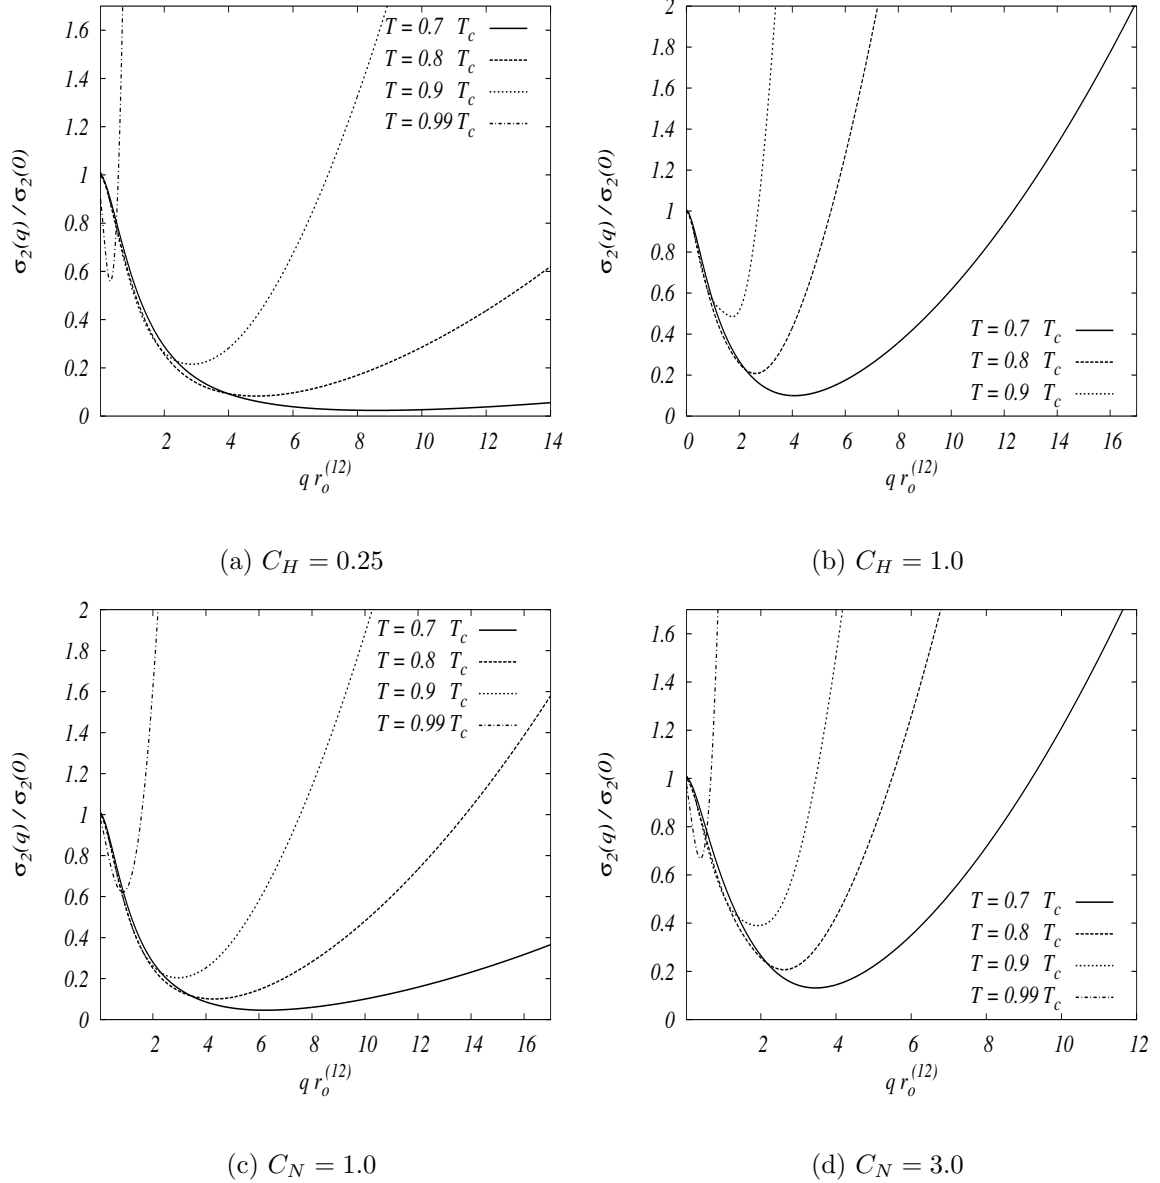 T = 0.7 T_c
T = 0.8 T_c
T = 0.9 T_c
T = 0.99 T_c
1.6
1.4
1.2
1
0.8
0.6
0.4
0.2
0
σ₂(q) / σ₂(0)
2 4 6 8 10 12 14
q r_o^(12)
(a) C_H = 0.25
2
1.8
1.6
1.4
1.2
1
0.8
0.6
0.4
0.2
0
σ₂(q) / σ₂(0)
T = 0.7 T_c
T = 0.8 T_c
T = 0.9 T_c
0 2 4 6 8 10 12 14 16
q r_o^(12)
(b) C_H = 1.0
T = 0.7 T_c
T = 0.8 T_c
T = 0.9 T_c
T = 0.99 T_c
2
1.8
1.6
1.4
1.2
1
0.8
0.6
0.4
0.2
0
σ₂(q) / σ₂(0)
2 4 6 8 10 12 14 16
q r_o^(12)
(c) C_N = 1.0
1.6
1.4
1.2
1
0.8
0.6
0.4
0.2
0
σ₂(q) / σ₂(0)
T = 0.7 T_c
T = 0.8 T_c
T = 0.9 T_c
T = 0.99 T_c
2 4 6 8 10 12
q r_o^(12)
(d) C_N = 3.0